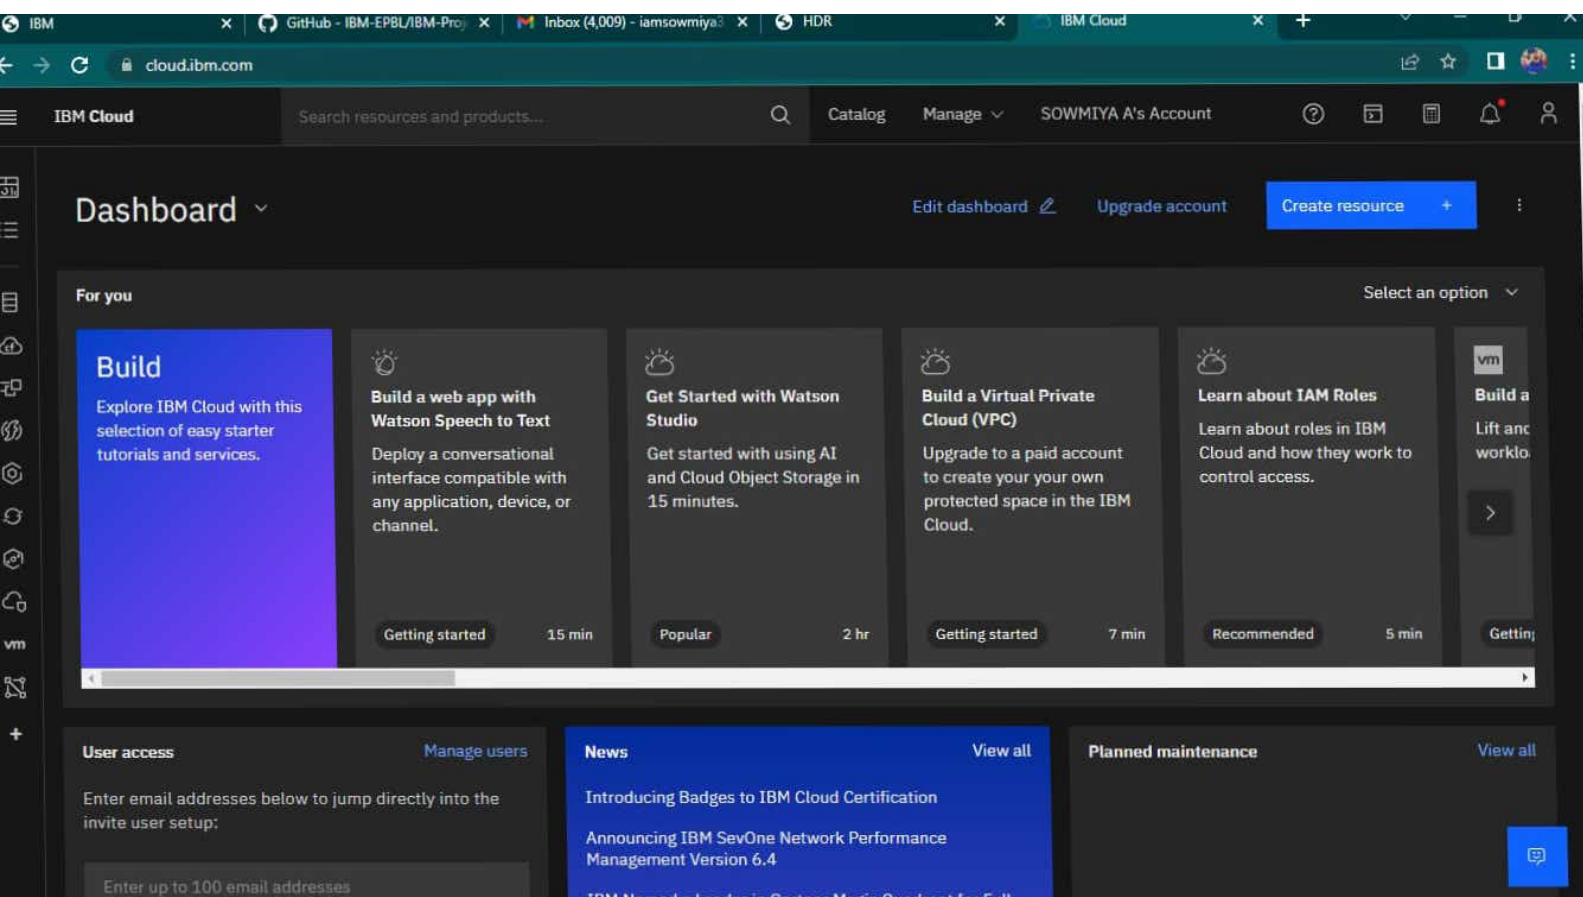 IBM
GitHub - IBM-EPBL/IBM-Proj
Inbox (4,009) - iamsowmiya3
HDR
IBM Cloud
cloud.ibm.com
IBM Cloud
Search resources and products...
Catalog
Manage
SOWMIYA A's Account
Dashboard
Edit dashboard
Upgrade account
Create resource +
For you
Select an option
Build
Explore IBM Cloud with this
selection of easy starter
tutorials and services.
Build a web app with
Watson Speech to Text
Deploy a conversational
interface compatible with
any application, device, or
channel.
Getting started
15 min
Get Started with Watson
Studio
Get started with using AI
and Cloud Object Storage in
15 minutes.
Popular
2 hr
Build a Virtual Private
Cloud (VPC)
Upgrade to a paid account
to create your your own
protected space in the IBM
Cloud.
Getting started
7 min
Learn about IAM Roles
Learn about roles in IBM
Cloud and how they work to
control access.
Recommended
5 min
vm
Build a
Lift and
worklo
Getting
vm
User access
Manage users
Enter email addresses below to jump directly into the
invite user setup:
Enter up to 100 email addresses
News
View all
Introducing Badges to IBM Cloud Certification
Announcing IBM SevOne Network Performance
Management Version 6.4
Planned maintenance
View all